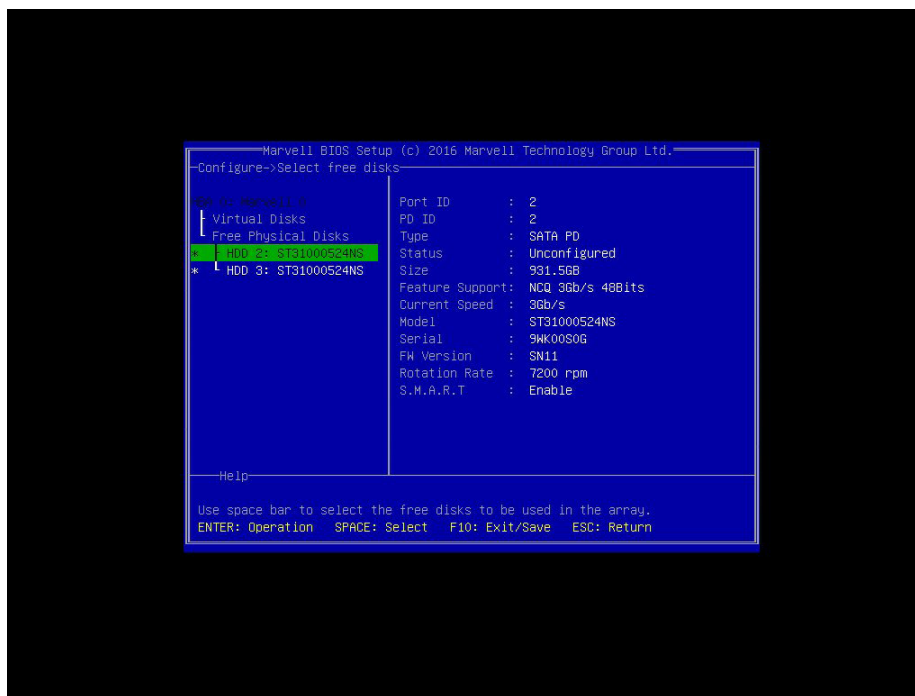 Marvell BIOS Setup (c) 2016 Marvell Technology Group Ltd.
Configure->Select free disks
Virtual Disks
Free Physical Disks
* HDD 2: ST31000524NS
* HDD 3: ST31000524NS
Port ID : 2
PD ID : 2
Type : SATA PD
Status : Unconfigured
Size : 931.5GB
Feature Support: NCQ 3Gb/s 48Bits
Current Speed : 3Gb/s
Model : ST31000524NS
Serial : 9WK00S0G
FW Version : SN11
Rotation Rate : 7200 rpm
S.M.A.R.T : Enable
Help
Use space bar to select the free disks to be used in the array.
ENTER: Operation SPACE: Select F10: Exit/Save ESC: Return